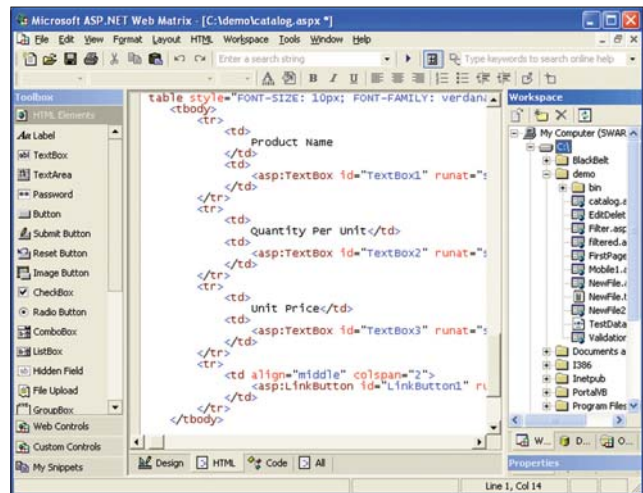 Microsoft ASP.NET Web Matrix - [C:\demo\catalog.aspx *]
File Edit View Format Layout HTML Workspace Tools Window Help
Enter a search string
Type keywords to search online help
A B I U
Toolbox
HTML Elements
Label
TextBox
TextArea
Password
Button
Submit Button
Reset Button
Image Button
CheckBox
Radio Button
ComboBox
ListBox
Hidden Field
File Upload
GroupBox
Web Controls
Custom Controls
My Snippets
table style="FONT-SIZE: 10px; FONT-FAMILY: verdana
<tbody>
<tr>
<td>
Product Name
</td>
<td>
<asp:TextBox id="TextBox1" runat="s
</td>
</tr>
<tr>
<td>
Quantity Per Unit</td>
<td>
<asp:TextBox id="TextBox2" runat="s
</td>
</tr>
<tr>
<td>
Unit Price</td>
<td>
<asp:TextBox id="TextBox3" runat="s
</td>
</tr>
<tr>
<td align="middle" colspan="2">
<asp:LinkButton id="LinkButton1" ru
</td>
</tr>
</tbody>
Design HTML Code All
Workspace
My Computer (SWAR
C:\
BlackBelt
demo
bin
catalog.a
EditDelet
Filter.asp
filtered.a
FirstPage
Mobile1.a
NewFile.a
NewFile.t
NewFile2
TestData
Validation
Documents a
I386
Inetpub
PortalVB
Program Files
W... D... O...
Properties
Line 1, Col 14